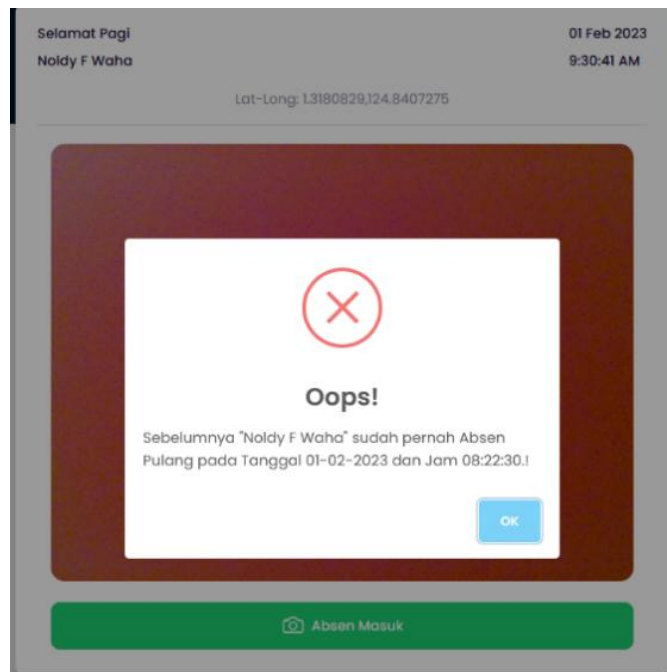 Selamat Pagi
01 Feb 2023
Noldy F Waha
9:30:41 AM
Lat-Long: 1.3180829,124.8407275
Oops!
Sebelumnya "Noldy F Waha" sudah pernah Absen
Pulang pada Tanggal 01-02-2023 dan Jam 08:22:30.!
OK
Absen Masuk